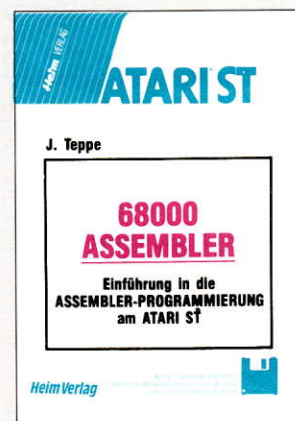 Heim VERLAG
ATARI ST
J. Teppe
68000
ASSEMBLER
Einführung in die
ASSEMBLER-PROGRAMMIERUNG
am ATARI ST
Heim Verlag